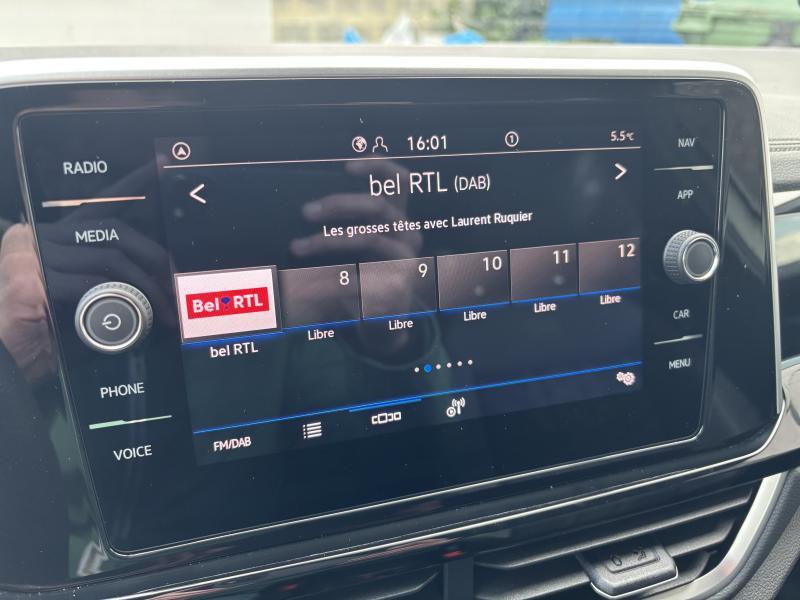 RADIO
MEDIA
PHONE
VOICE
16:01
1
5.5°C
bel RTL (DAB)
Les grosses têtes avec Laurent Ruquier
Bel RTL
8
9
10
11
12
bel RTL
Libre
Libre
Libre
Libre
Libre
FM/DAB
NAV
APP
CAR
MENU